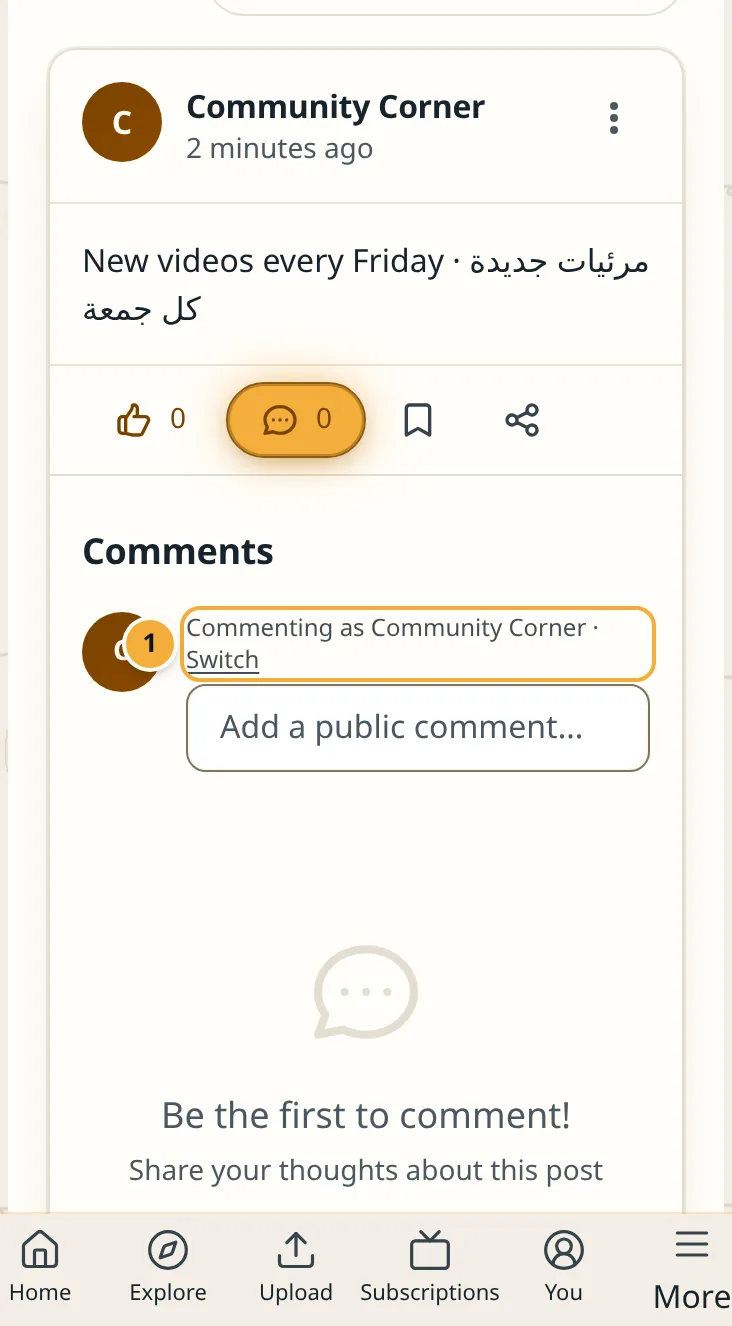 C
Community Corner
2 minutes ago
New videos every Friday · مرئيات جديدة
كل جمعة
0
0
Comments
1
Commenting as Community Corner ·
Switch
Add a public comment...
Be the first to comment!
Share your thoughts about this post
Home
Explore
Upload
Subscriptions
You
More